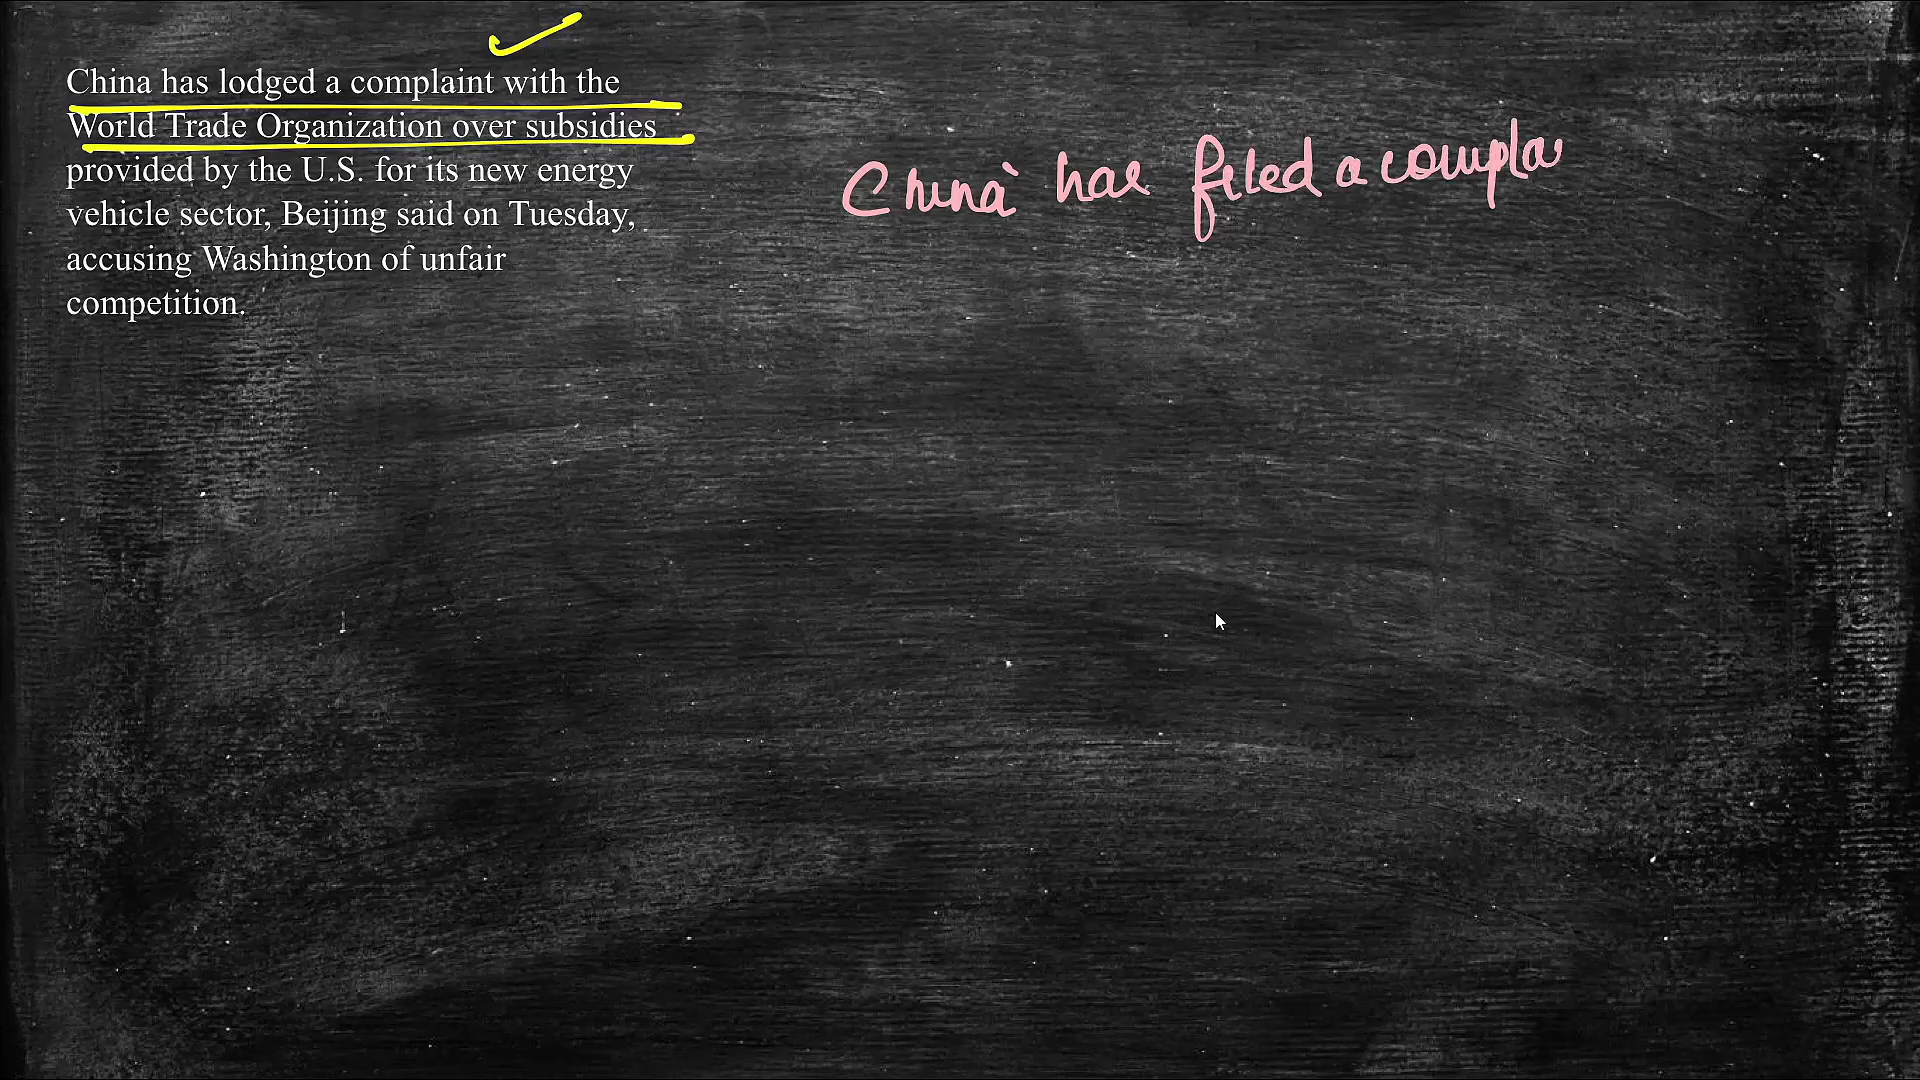 China has lodged a complaint with the
World Trade Organization over subsidies
provided by the U.S. for its new energy
vehicle sector, Beijing said on Tuesday,
accusing Washington of unfair
competition.
China has filed a compla